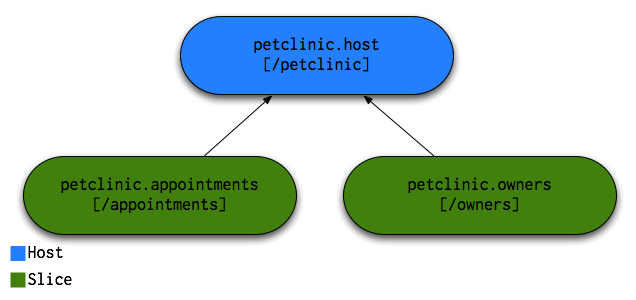 petclinic.host
[/petclinic]
petclinic.appointments
[/appointments]
petclinic.owners
[/owners]
Host
Slice